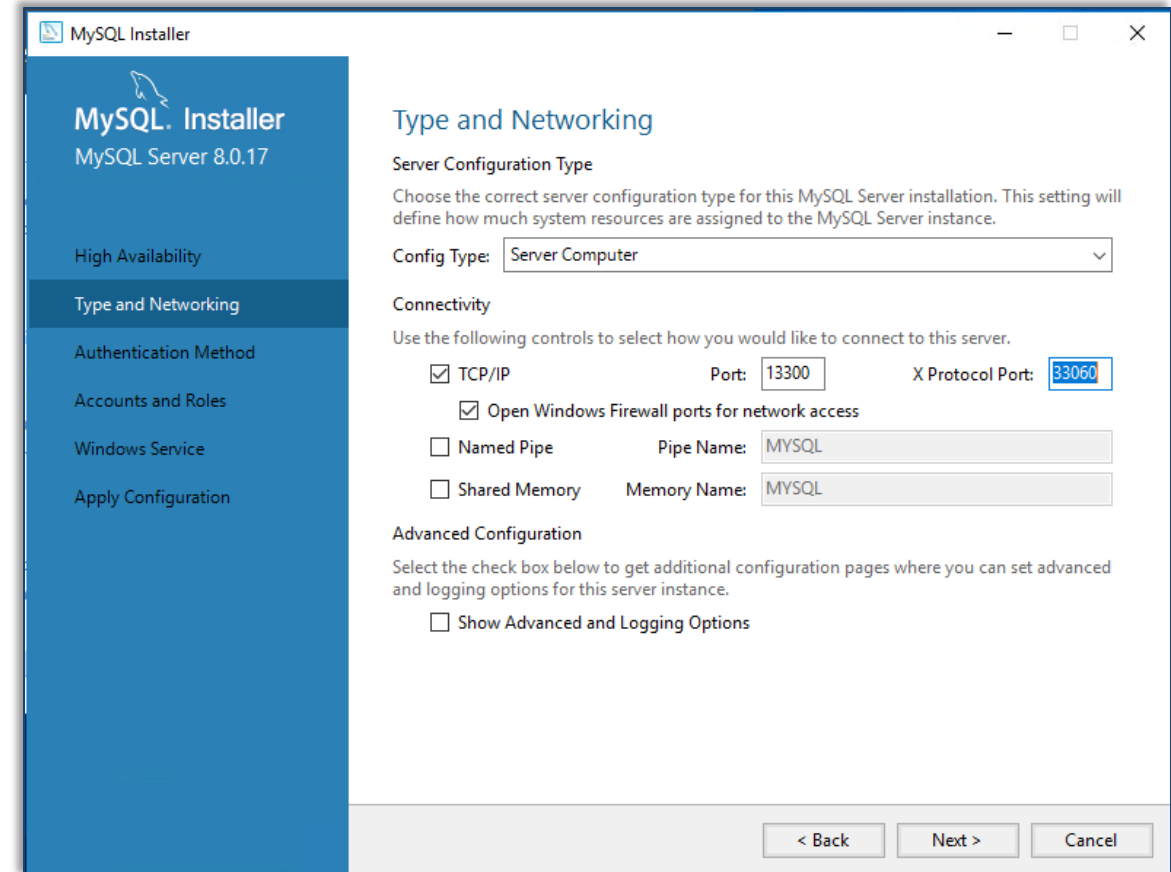 MySQL Installer
MySQL. Installer
MySQL Server 8.0.17
High Availability
Type and Networking
Authentication Method
Accounts and Roles
Windows Service
Apply Configuration
Type and Networking
Server Configuration Type
Choose the correct server configuration type for this MySQL Server installation. This setting will
define how much system resources are assigned to the MySQL Server instance.
Config Type: Server Computer
Connectivity
Use the following controls to select how you would like to connect to this server.
TCP/IP Port: 13300 X Protocol Port: 33060
Open Windows Firewall ports for network access
Named Pipe Pipe Name: MYSQL
Shared Memory Memory Name: MYSQL
Advanced Configuration
Select the check box below to get additional configuration pages where you can set advanced
and logging options for this server instance.
Show Advanced and Logging Options
< Back Next > Cancel